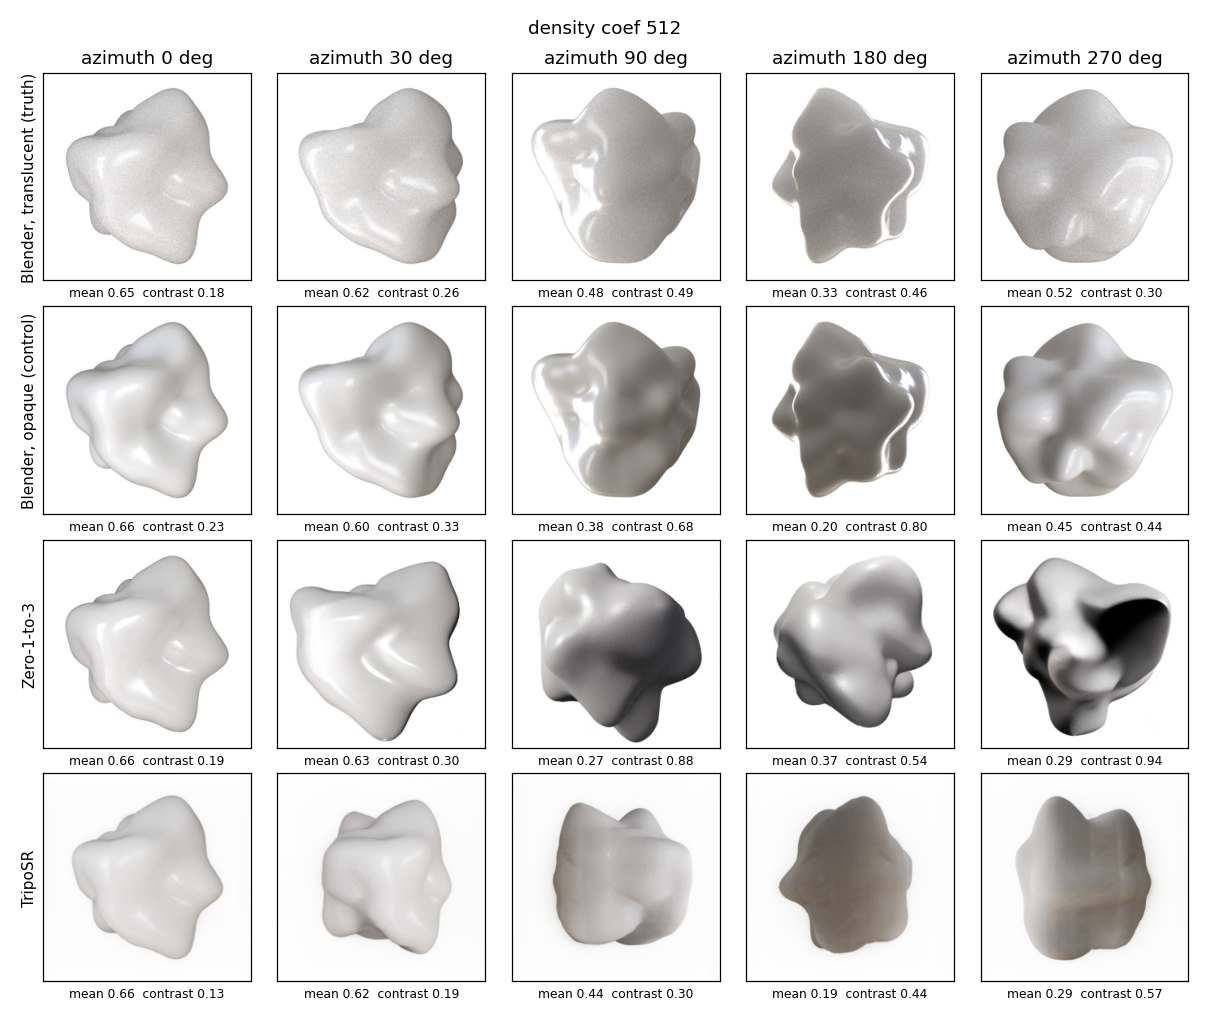 density coef 512
azimuth 0 deg
azimuth 30 deg
azimuth 90 deg
azimuth 180 deg
azimuth 270 deg
Blender, translucent (truth)
mean 0.65 contrast 0.18
mean 0.62 contrast 0.26
mean 0.48 contrast 0.49
mean 0.33 contrast 0.46
mean 0.52 contrast 0.30
Blender, opaque (control)
mean 0.66 contrast 0.23
mean 0.60 contrast 0.33
mean 0.38 contrast 0.68
mean 0.20 contrast 0.80
mean 0.45 contrast 0.44
Zero-1-to-3
mean 0.66 contrast 0.19
mean 0.63 contrast 0.30
mean 0.27 contrast 0.88
mean 0.37 contrast 0.54
mean 0.29 contrast 0.94
TripoSR
mean 0.66 contrast 0.13
mean 0.62 contrast 0.19
mean 0.44 contrast 0.30
mean 0.19 contrast 0.44
mean 0.29 contrast 0.57